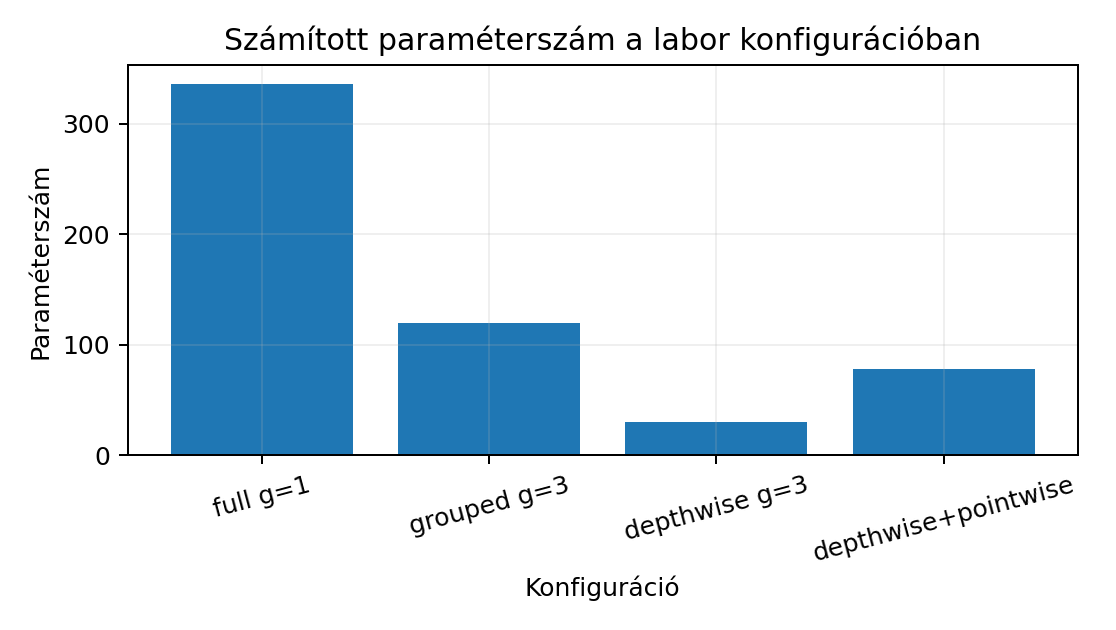 Számított paraméterszám a labor konfigurációban
Paraméterszám
300
200
100
0
full g=1
grouped g=3
depthwise g=3
depthwise+pointwise
Konfiguráció